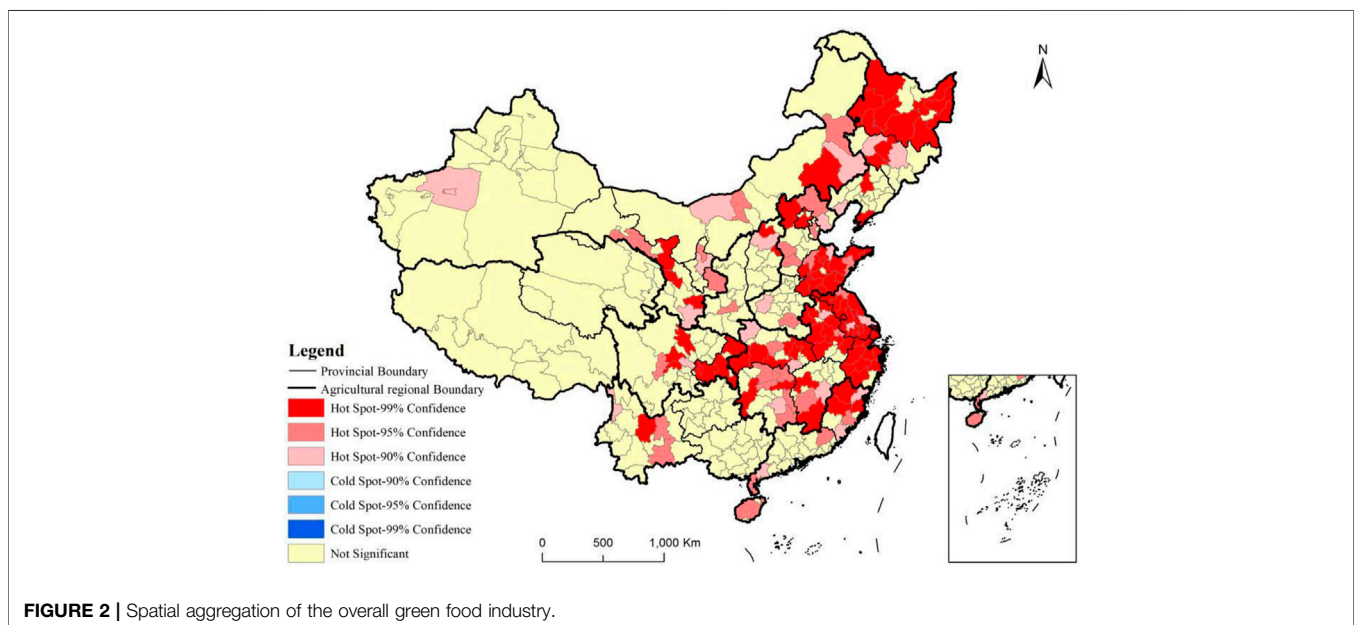 N
Legend
Provincial Boundary
Agricultural regional Boundary
Hot Spot-99% Confidence
Hot Spot-95% Confidence
Hot Spot-90% Confidence
Cold Spot-90% Confidence
Cold Spot-95% Confidence
Cold Spot-99% Confidence
Not Significant
0 500 1,000 Km
FIGURE 2 | Spatial aggregation of the overall green food industry.